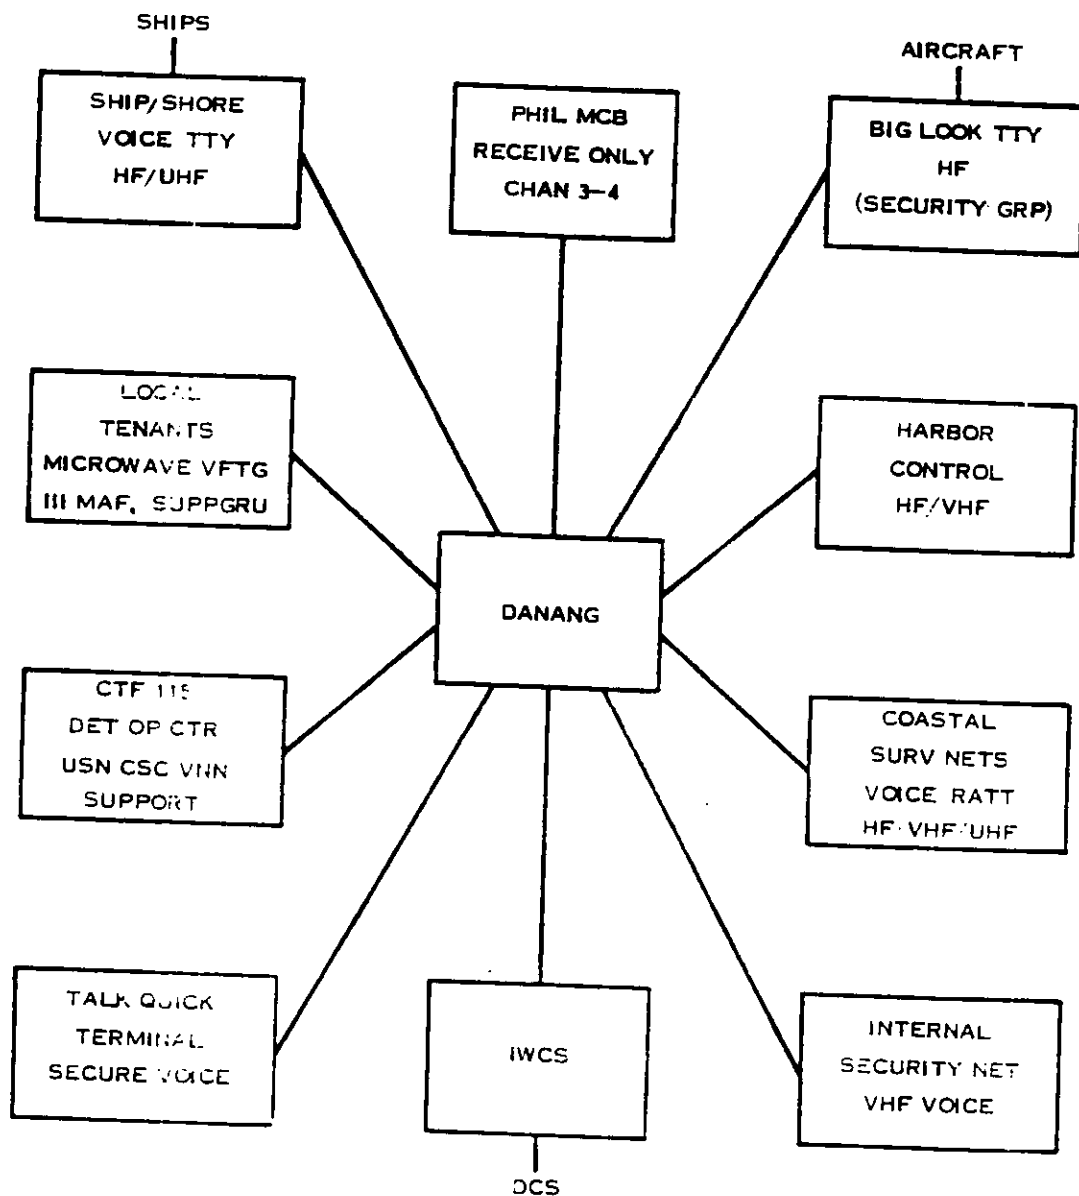 SHIPS
SHIP/SHORE
VOICE TTY
HF/UHF
PHIL MCB
RECEIVE ONLY
CHAN 3-4
AIRCRAFT
BIG LOOK TTY
HF
(SECURITY GRP)
LOCAL
TENANTS
MICROWAVE VFTG
III MAF, SUPPGRU
HARBOR
CONTROL
HF/VHF
DANANG
CTF 115
DET OP CTR
USN CSC VNN
SUPPORT
COASTAL
SURV NETS
VOICE RATT
HF/VHF/UHF
TALK QUICK
TERMINAL
SECURE VOICE
IWCS
DCS
INTERNAL
SECURITY NET
VHF VOICE